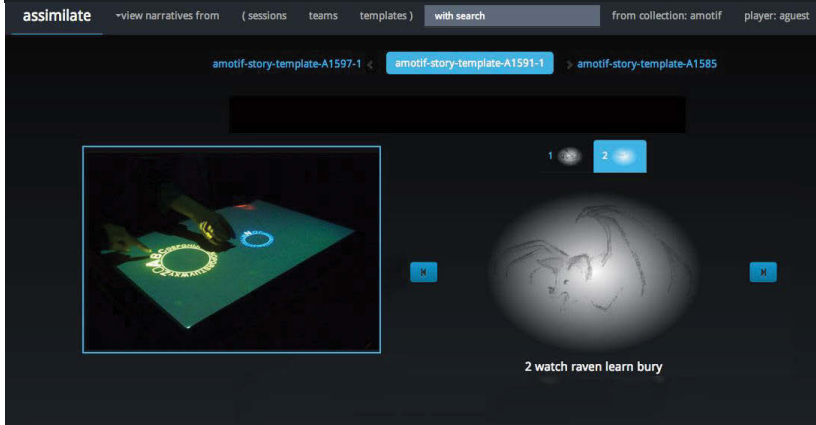 assimilate view narratives from ( sessions teams templates ) with search from collection: amotif player: aguest
amotif-story-template-A1597-1 < amotif-story-template-A1591-1 > amotif-story-template-A1585
1 2
2 watch raven learn bury